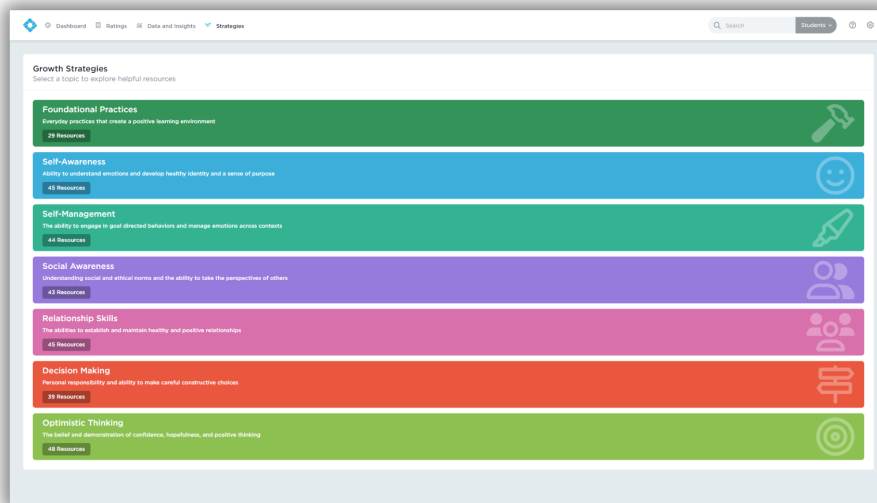 Dashboard Ratings Data and Insights Strategies Search Students
Growth Strategies
Select a topic to explore helpful resources
Foundational Practices
Everyday practices that create a positive learning environment
29 Resources
Self-Awareness
Ability to understand emotions and develop healthy identity and a sense of purpose
45 Resources
Self-Management
The ability to engage in goal directed behaviors and manage emotions across contexts
44 Resources
Social Awareness
Understanding social and ethical norms and the ability to take the perspectives of others
43 Resources
Relationship Skills
The abilities to establish and maintain healthy and positive relationships
45 Resources
Decision Making
Personal responsibility and ability to make careful constructive choices
39 Resources
Optimistic Thinking
The belief and demonstration of confidence, hopefulness, and positive thinking
48 Resources